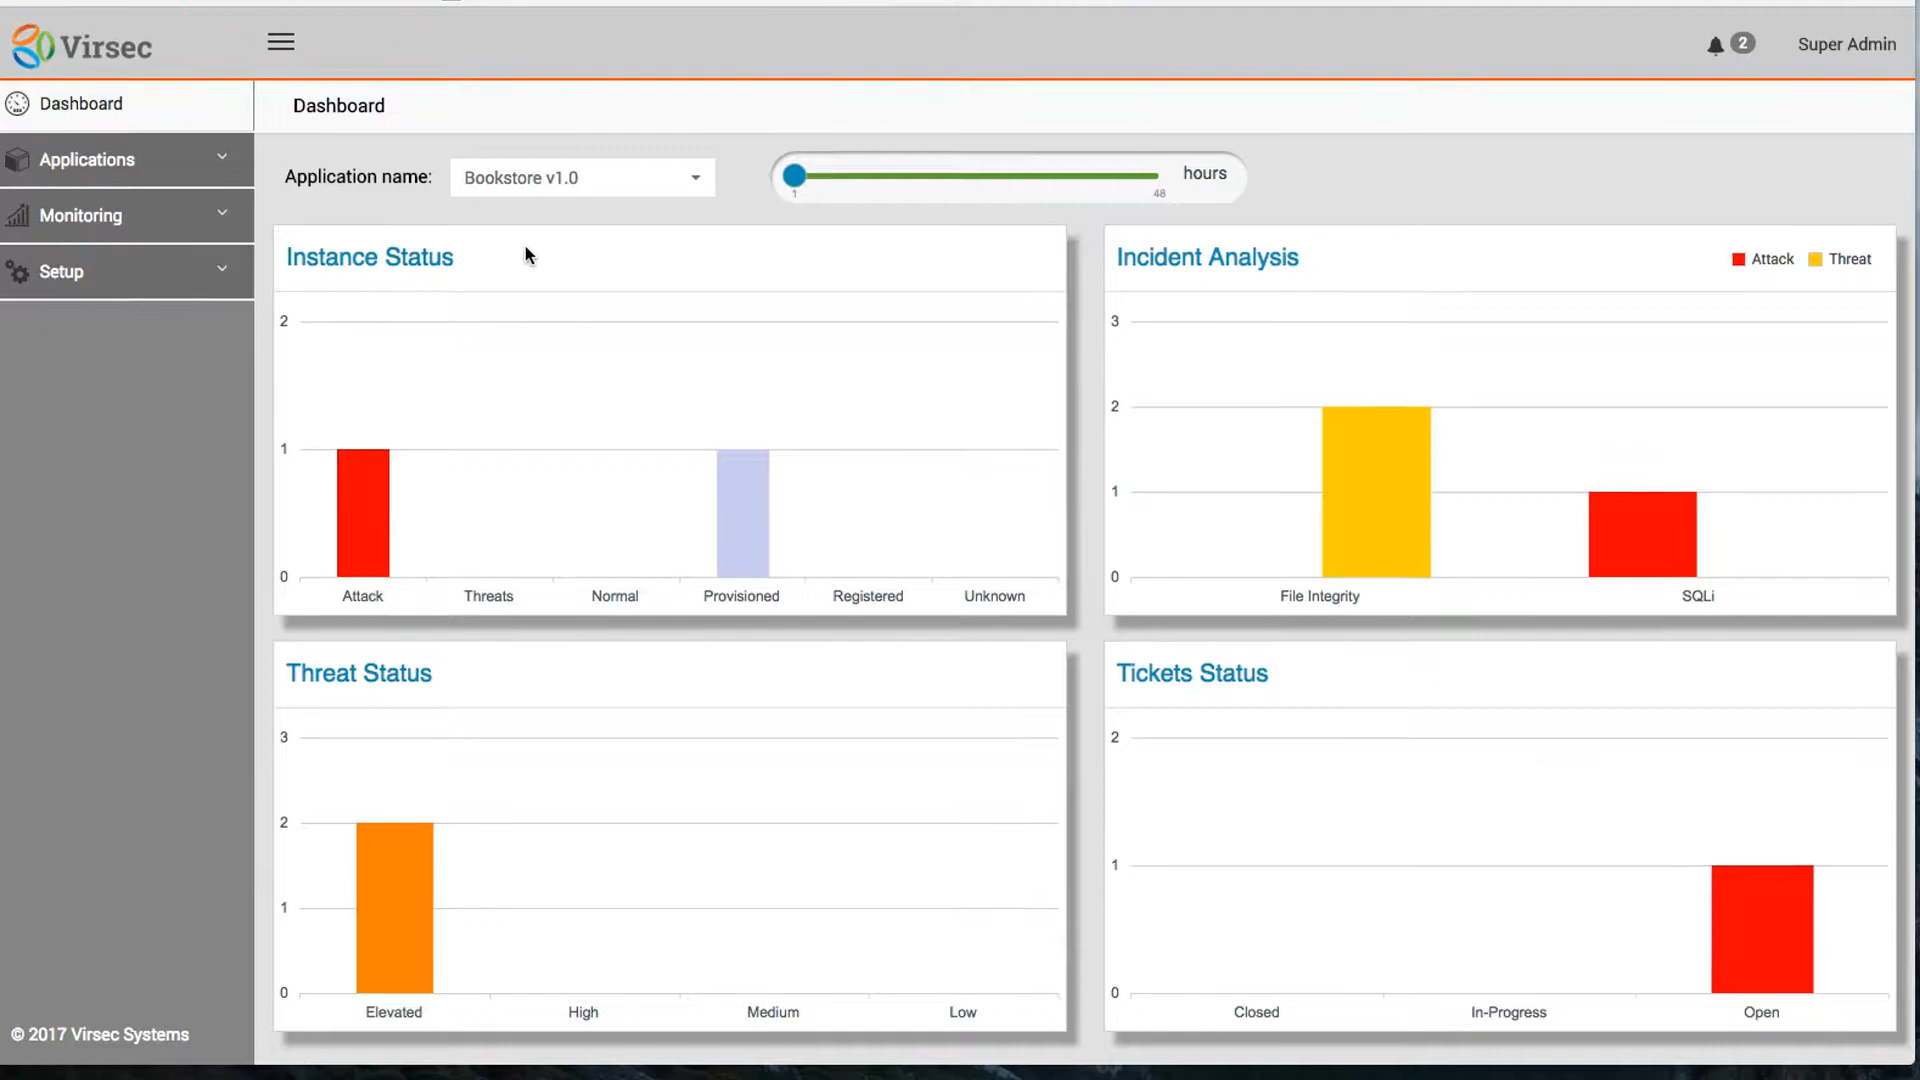 Virsec
2
Super Admin
Dashboard
Applications
Monitoring
Setup
© 2017 Virsec Systems
Dashboard
Application name:
Bookstore v1.0
1
48
hours
Instance Status
2
1
0
Attack Threats Normal Provisioned Registered Unknown
Incident Analysis
Attack Threat
3
2
1
0
File Integrity SQLi
Threat Status
3
2
1
0
Elevated High Medium Low
Tickets Status
2
1
0
Closed In-Progress Open